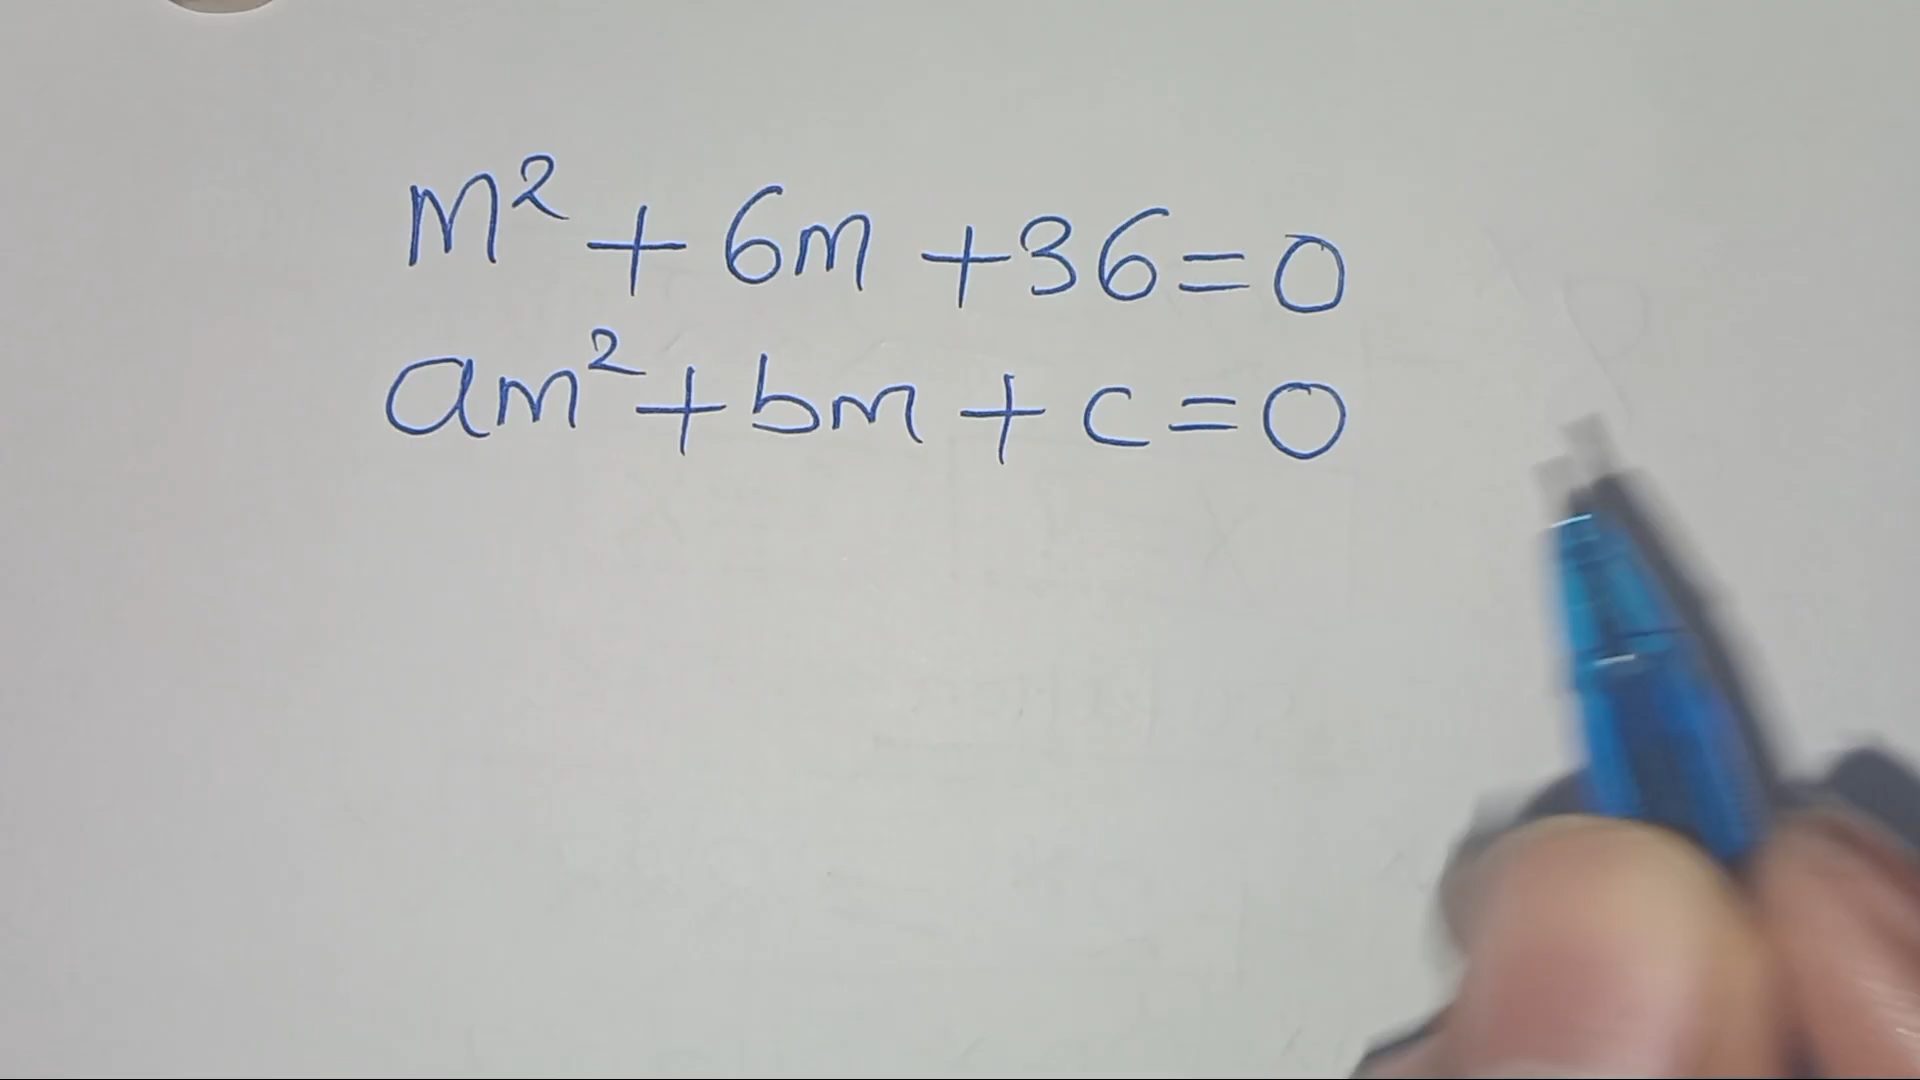 m² + 6m + 36 = 0
am² + bm + c = 0